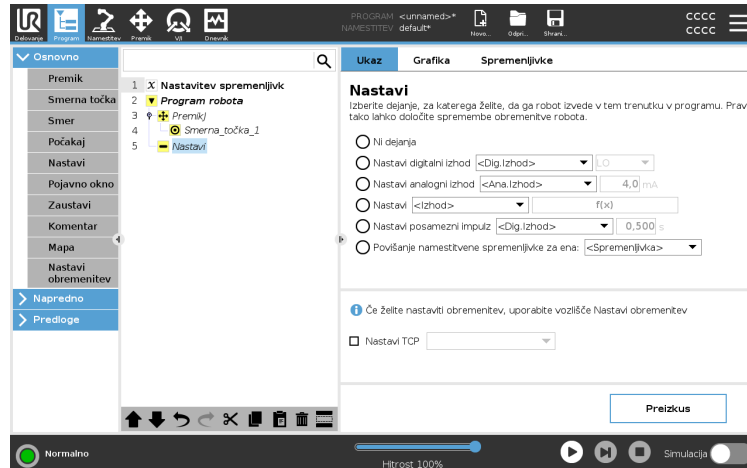 PROGRAM <unnamed>*
NAMESTITEV default*
cccc
cccc
Delovanje Program Namestitev Premik V/I Dnevnik Novo... Odpri... Shrani...
Osnovno
Premik
Smerna točka
Smer
Počakaj
Nastavi
Pojavno okno
Zaustavi
Komentar
Mapa
Nastavi
obremenitev
Napredno
Predloge
1 X Nastavitev spremenljivk
2 Program robota
3 PremikJ
4 Smerna_točka_1
5 Nastavi
Ukaz Grafika Spremenljivke
Nastavi
Izberite dejanje, za katerega želite, da ga robot izvede v tem trenutku v programu. Prav
tako lahko določite spremembe obremenitve robota.
Ni dejanja
Nastavi digitalni izhod <Dig.Izhod> LO
Nastavi analogni izhod <Ana.Izhod> 4,0 mA
Nastavi <Izhod> f(x)
Nastavi posamezni impulz <Dig.Izhod> 0,500 s
Povišanje namestitvene spremenljivke za ena: <Spremenljivka>
Če želite nastaviti obremenitev, uporabite vozlišče Nastavi obremenitev
Nastavi TCP
Preizkus
Normalno
Hitrost 100%
Simulacija